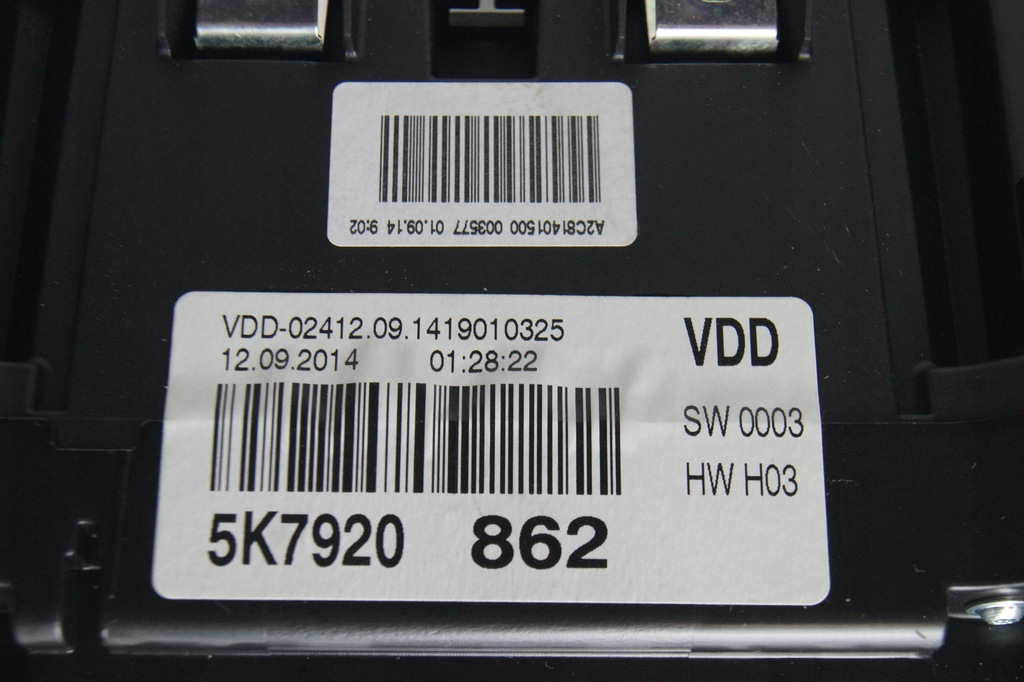 A2C81401500 003577 01.09.14 9:02
VDD-02412.09.1419010325
12.09.2014 01:28:22
VDD
SW 0003
HW H03
5K7920 862